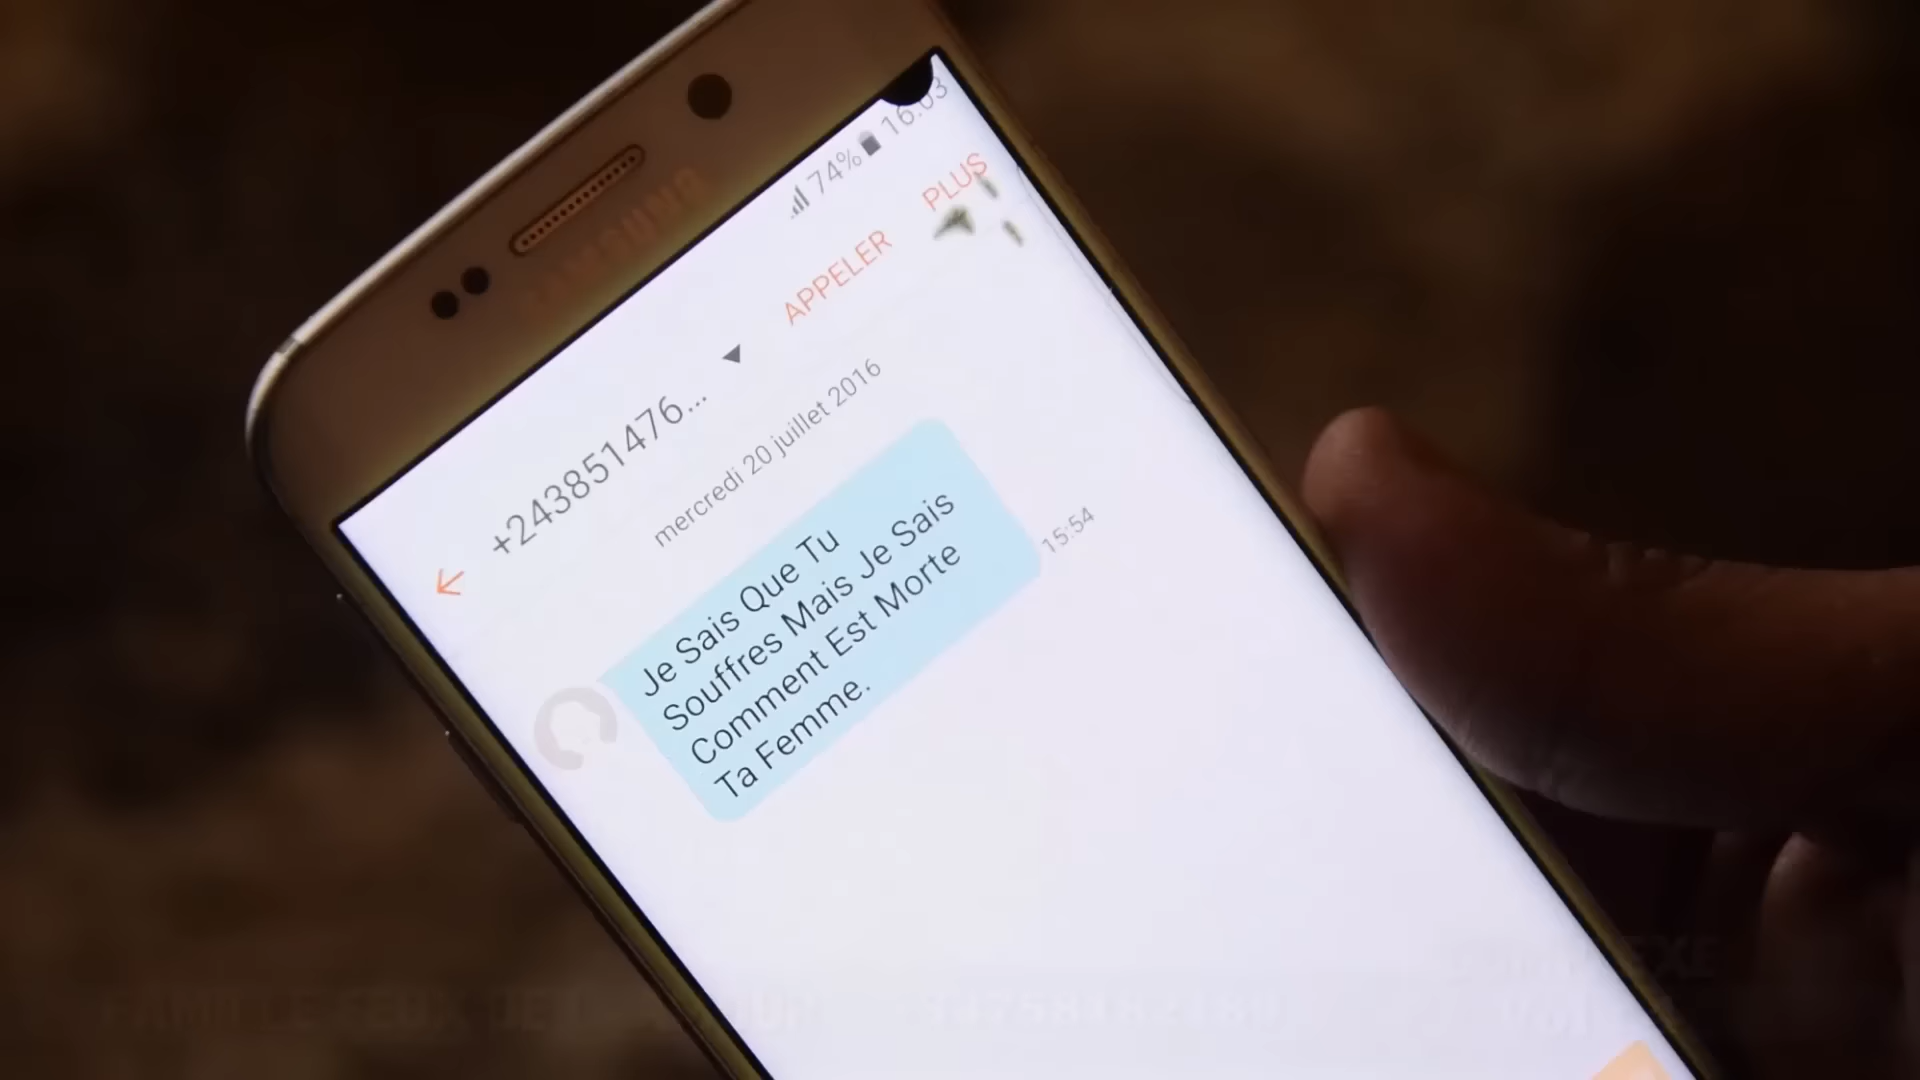 SAMSUNG
74% 16:03
PLUS
APPELER
+243851476...
mercredi 20 juillet 2016
Je Sais Que Tu
Souffres Mais Je Sais
Comment Est Morte
Ta Femme.
15:54